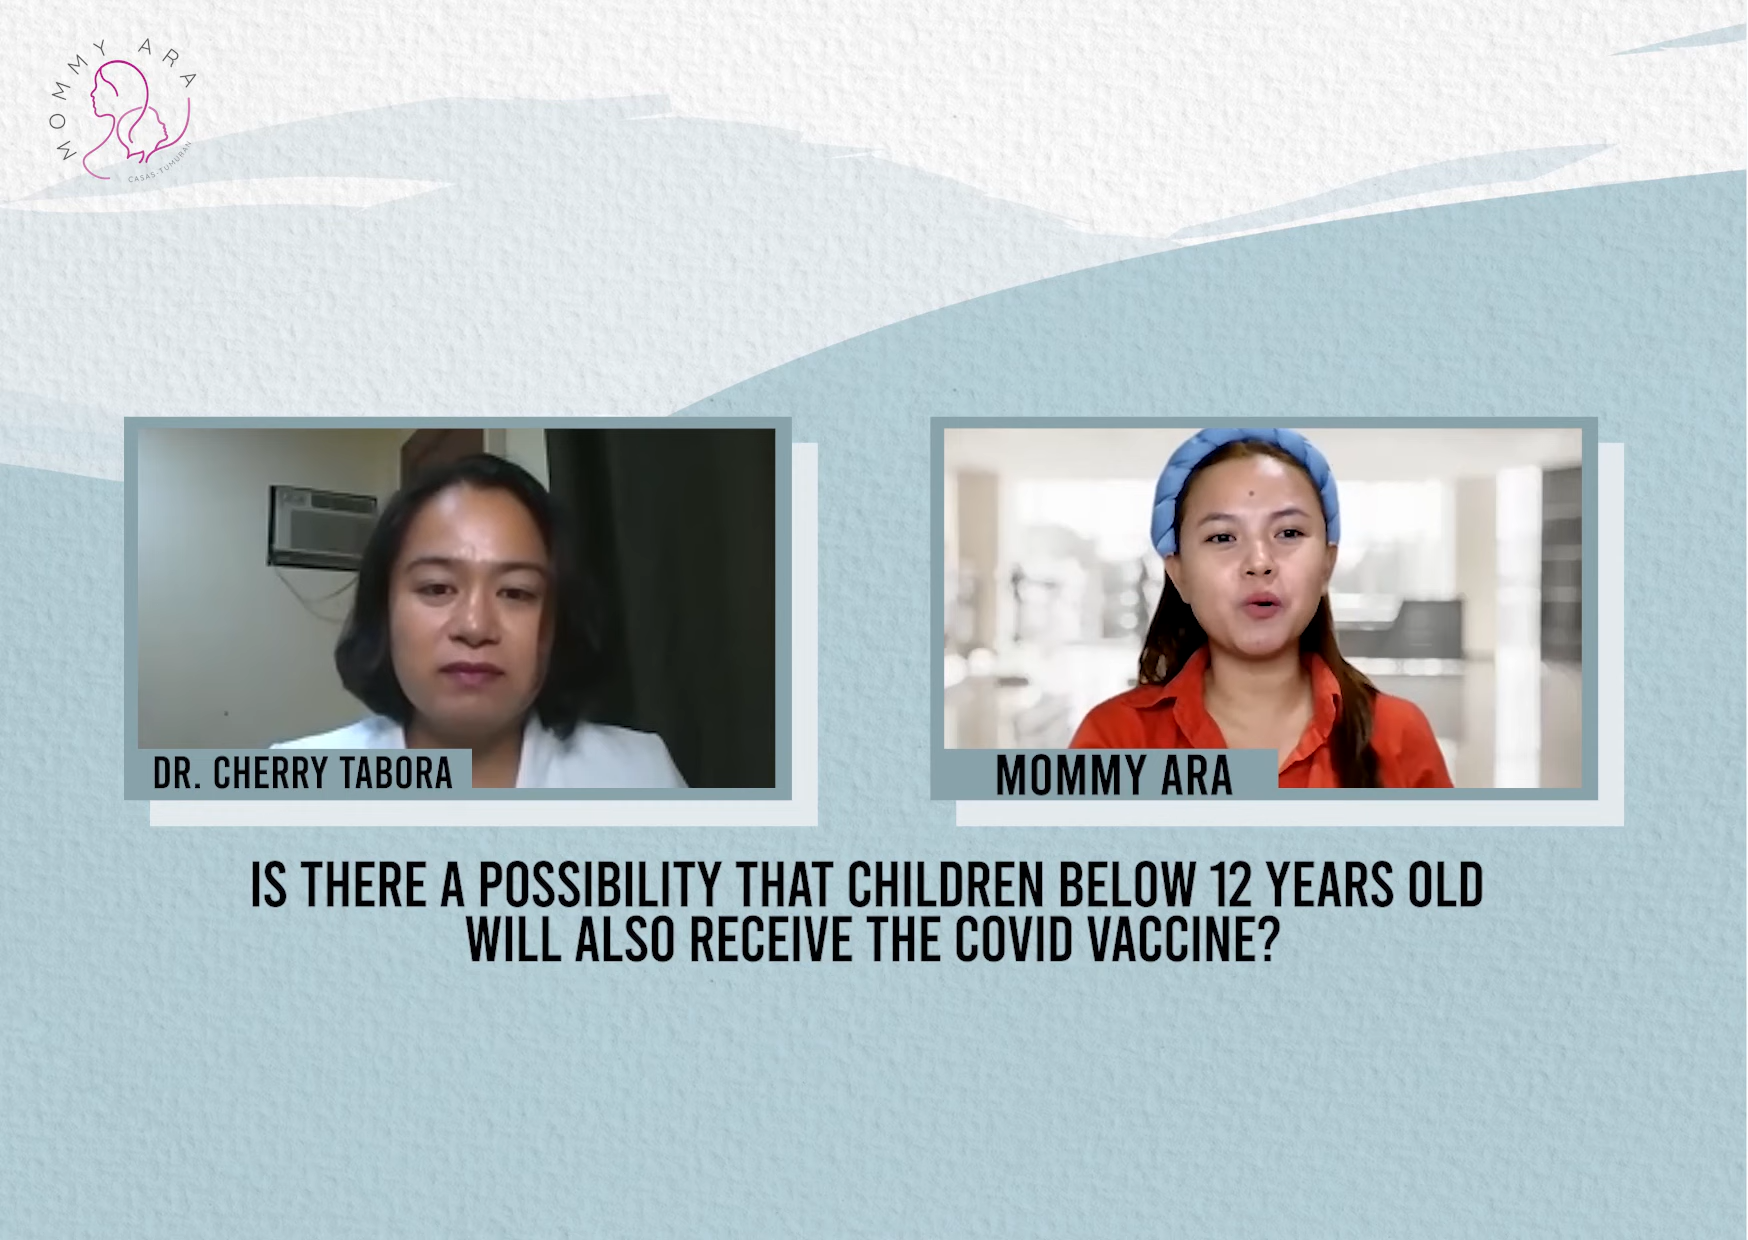 MOMMY ARA
CASAS-TUMUBAN
DR. CHERRY TABORA
MOMMY ARA
IS THERE A POSSIBILITY THAT CHILDREN BELOW 12 YEARS OLD
WILL ALSO RECEIVE THE COVID VACCINE?